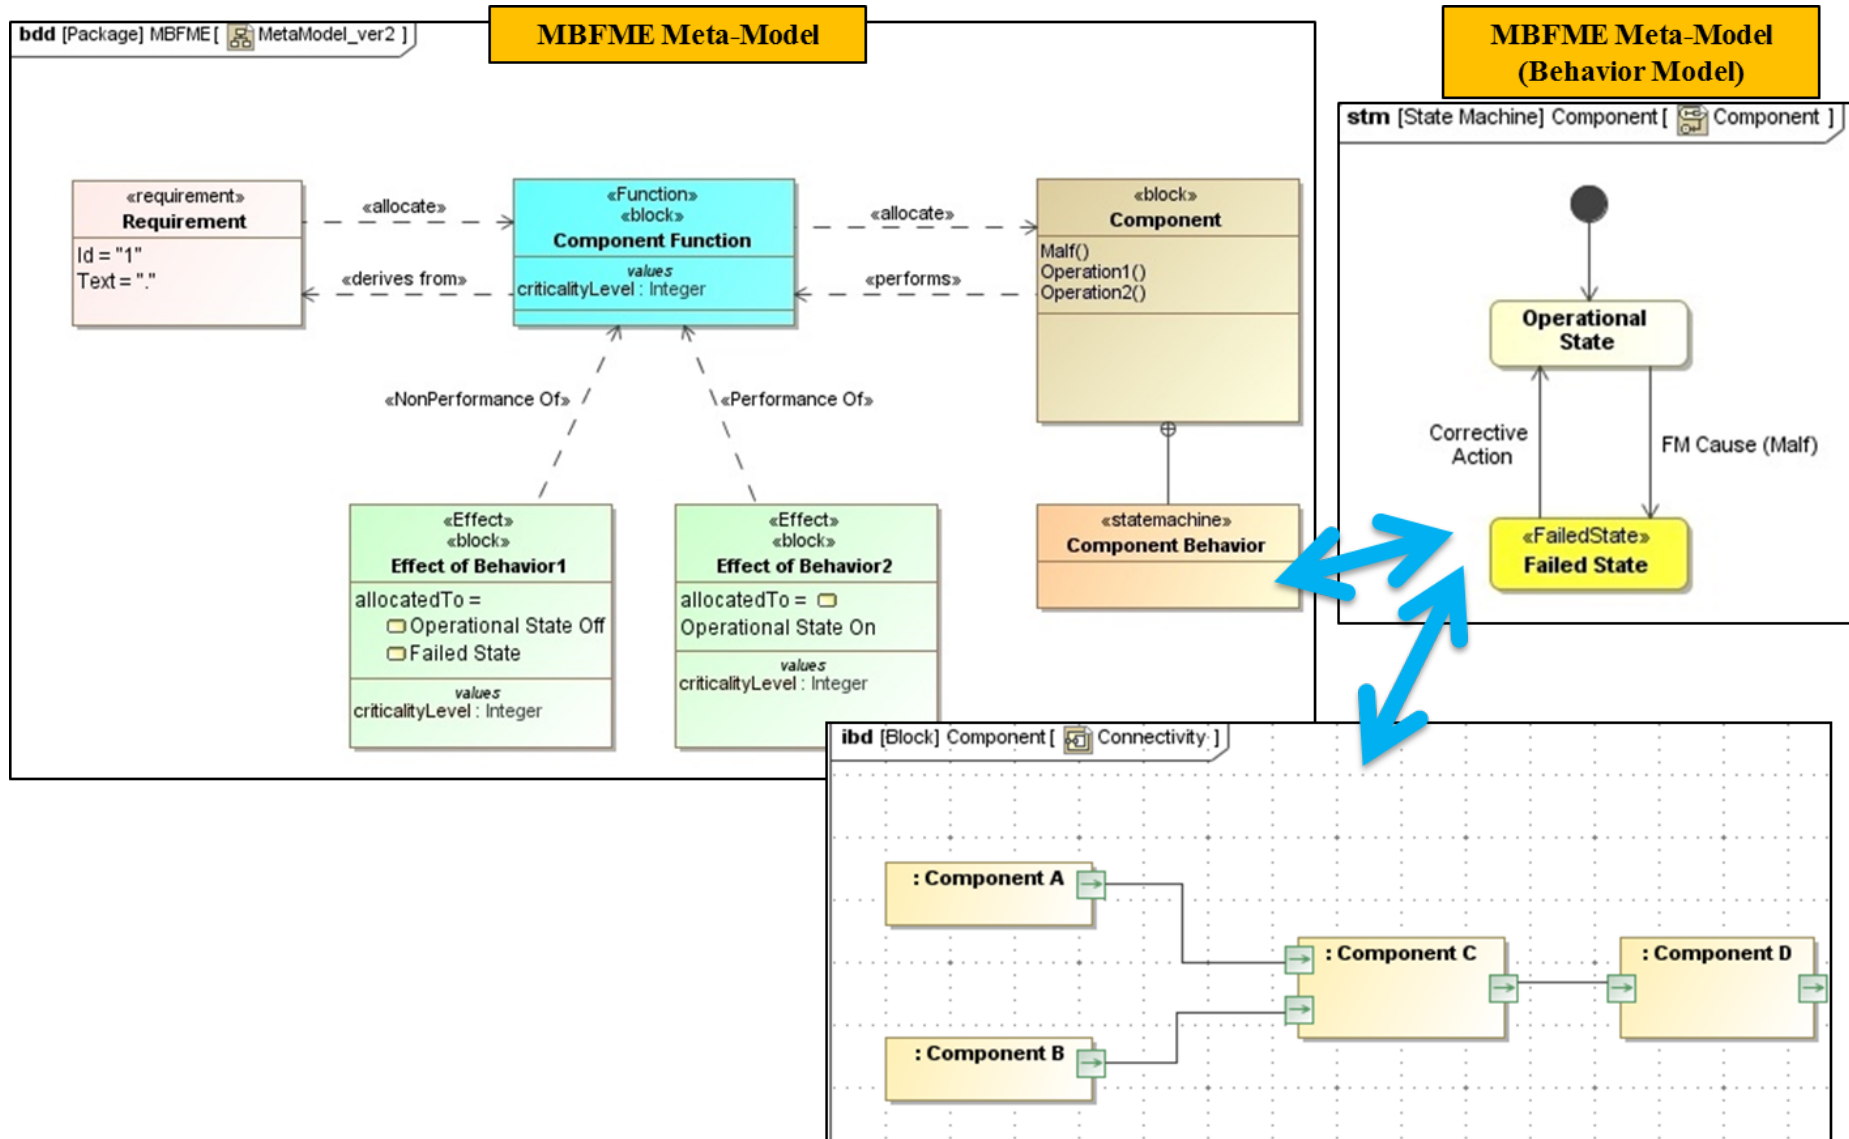 bdd [Package] MBFME [ MetaModel_ver2 ]
MBFME Meta-Model
«requirement»
Requirement
Id = "1"
Text = "."
«allocate»
«derives from»
«Function»
«block»
Component Function
values
criticalityLevel : Integer
«allocate»
«performs»
«block»
Component
Malf()
Operation1()
Operation2()
«NonPerformance Of»
«Performance Of»
«Effect»
«block»
Effect of Behavior1
allocatedTo =
Operational State Off
Failed State
values
criticalityLevel : Integer
«Effect»
«block»
Effect of Behavior2
allocatedTo =
Operational State On
values
criticalityLevel : Integer
«statemachine»
Component Behavior
MBFME Meta-Model
(Behavior Model)
stm [State Machine] Component [ Component ]
Operational
State
Corrective
Action
FM Cause (Malf)
«FailedState»
Failed State
ibd [Block] Component [ Connectivity ]
: Component A
: Component B
: Component C
: Component D